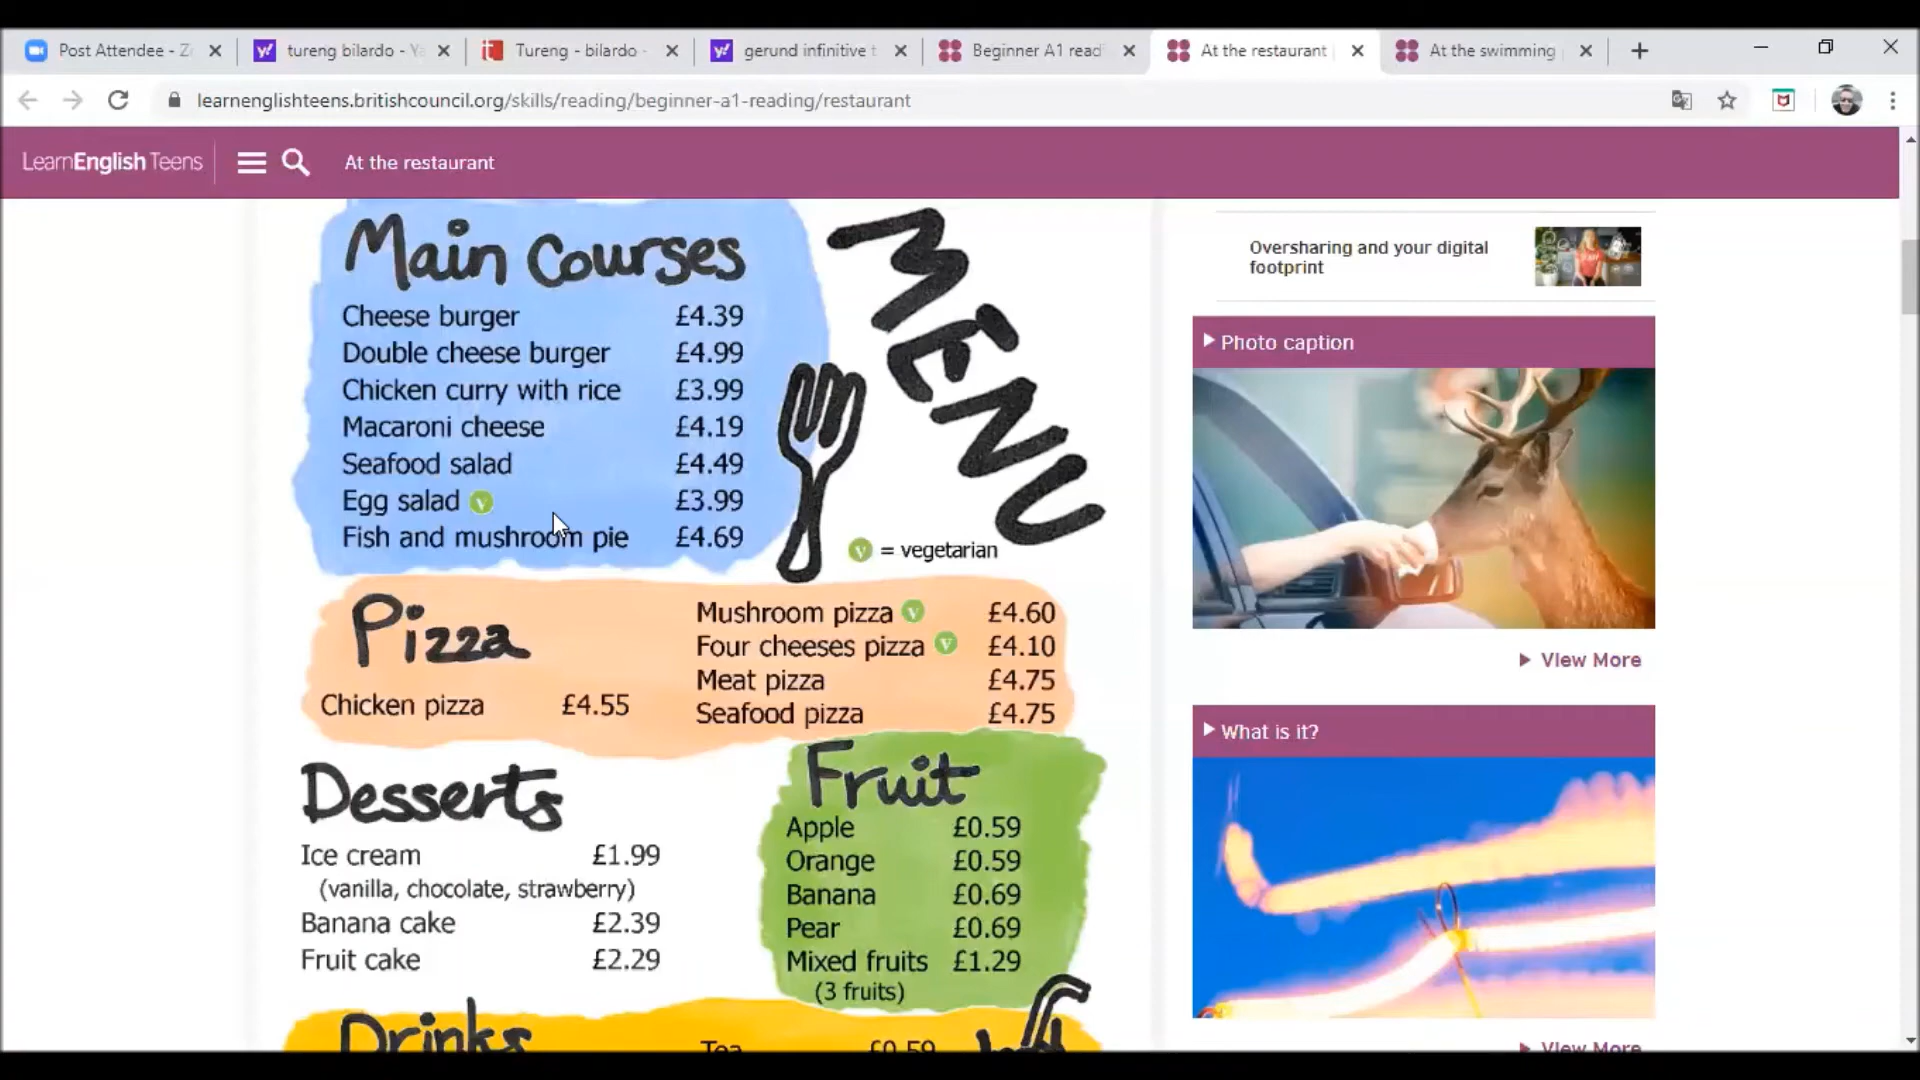 Post Attendee - Z
tureng bilardo - Y
Tureng - bilardo -
gerund infinitive t
Beginner A1 read
At the restaurant
At the swimming
learnenglishteens.britishcouncil.org/skills/reading/beginner-a1-reading/restaurant
LearnEnglish Teens
At the restaurant
Main Courses
Cheese burger £4.39
Double cheese burger £4.99
Chicken curry with rice £3.99
Macaroni cheese £4.19
Seafood salad £4.49
Egg salad v £3.99
Fish and mushroom pie £4.69
MENU
v = vegetarian
Pizza
Chicken pizza £4.55
Mushroom pizza v £4.60
Four cheeses pizza v £4.10
Meat pizza £4.75
Seafood pizza £4.75
Desserts
Ice cream £1.99
(vanilla, chocolate, strawberry)
Banana cake £2.39
Fruit cake £2.29
Fruit
Apple £0.59
Orange £0.59
Banana £0.69
Pear £0.69
Mixed fruits £1.29
(3 fruits)
Drinks
Tea £0.59
Oversharing and your digital
footprint
Photo caption
View More
What is it?
View More